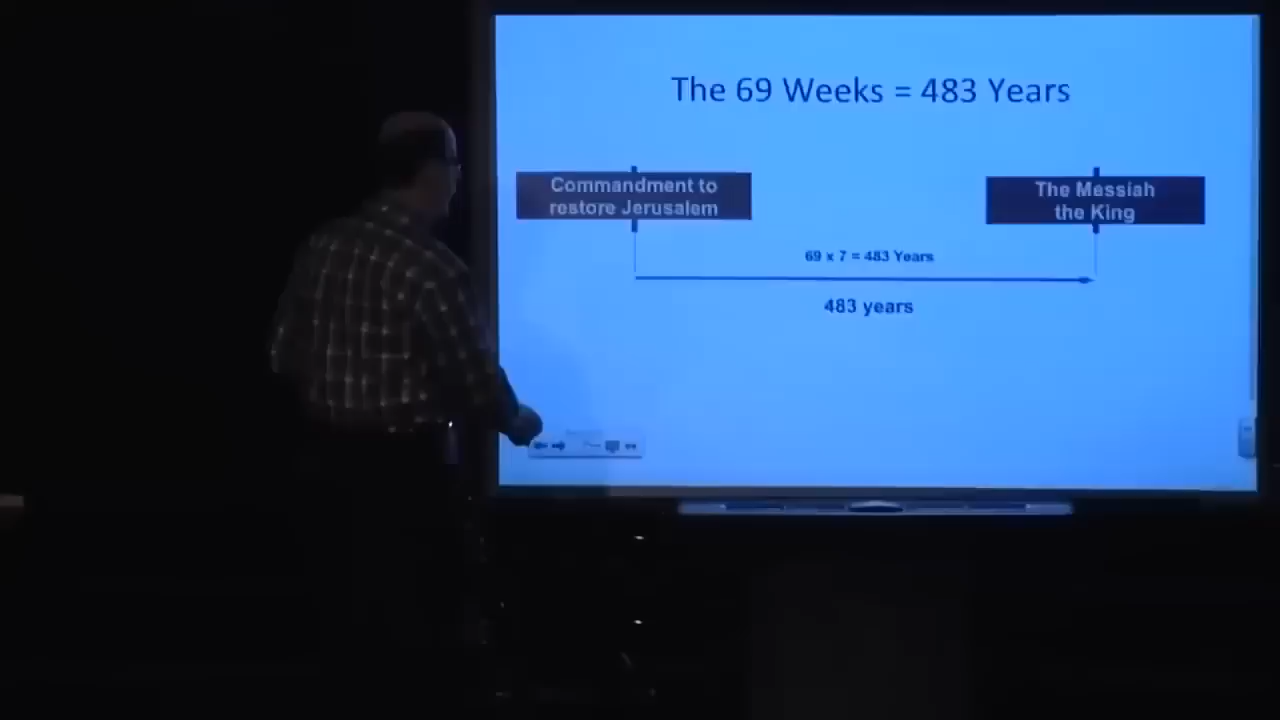 The 69 Weeks = 483 Years
Commandment to
restore Jerusalem
The Messiah
the King
69 x 7 = 483 Years
483 years